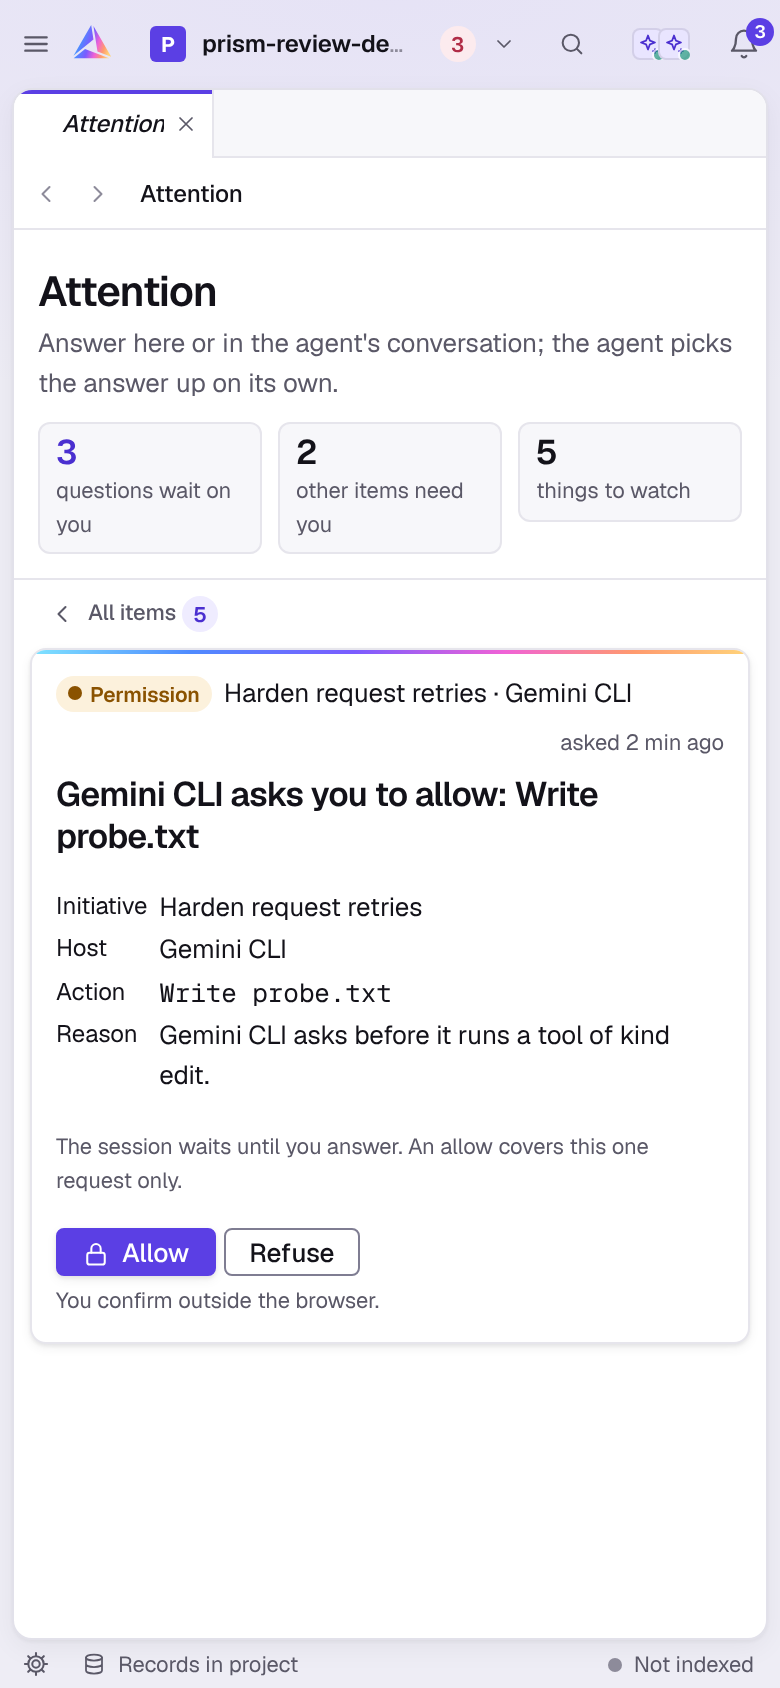 P prism-review-de... 3 3
Attention
Attention
Attention
Answer here or in the agent's conversation; the agent picks
the answer up on its own.
3 2 5
questions wait on other items need things to watch
you you
All items 5
Permission Harden request retries · Gemini CLI
asked 2 min ago
Gemini CLI asks you to allow: Write
probe.txt
Initiative Harden request retries
Host Gemini CLI
Action Write probe.txt
Reason Gemini CLI asks before it runs a tool of kind
edit.
The session waits until you answer. An allow covers this one
request only.
Allow Refuse
You confirm outside the browser.
Records in project Not indexed